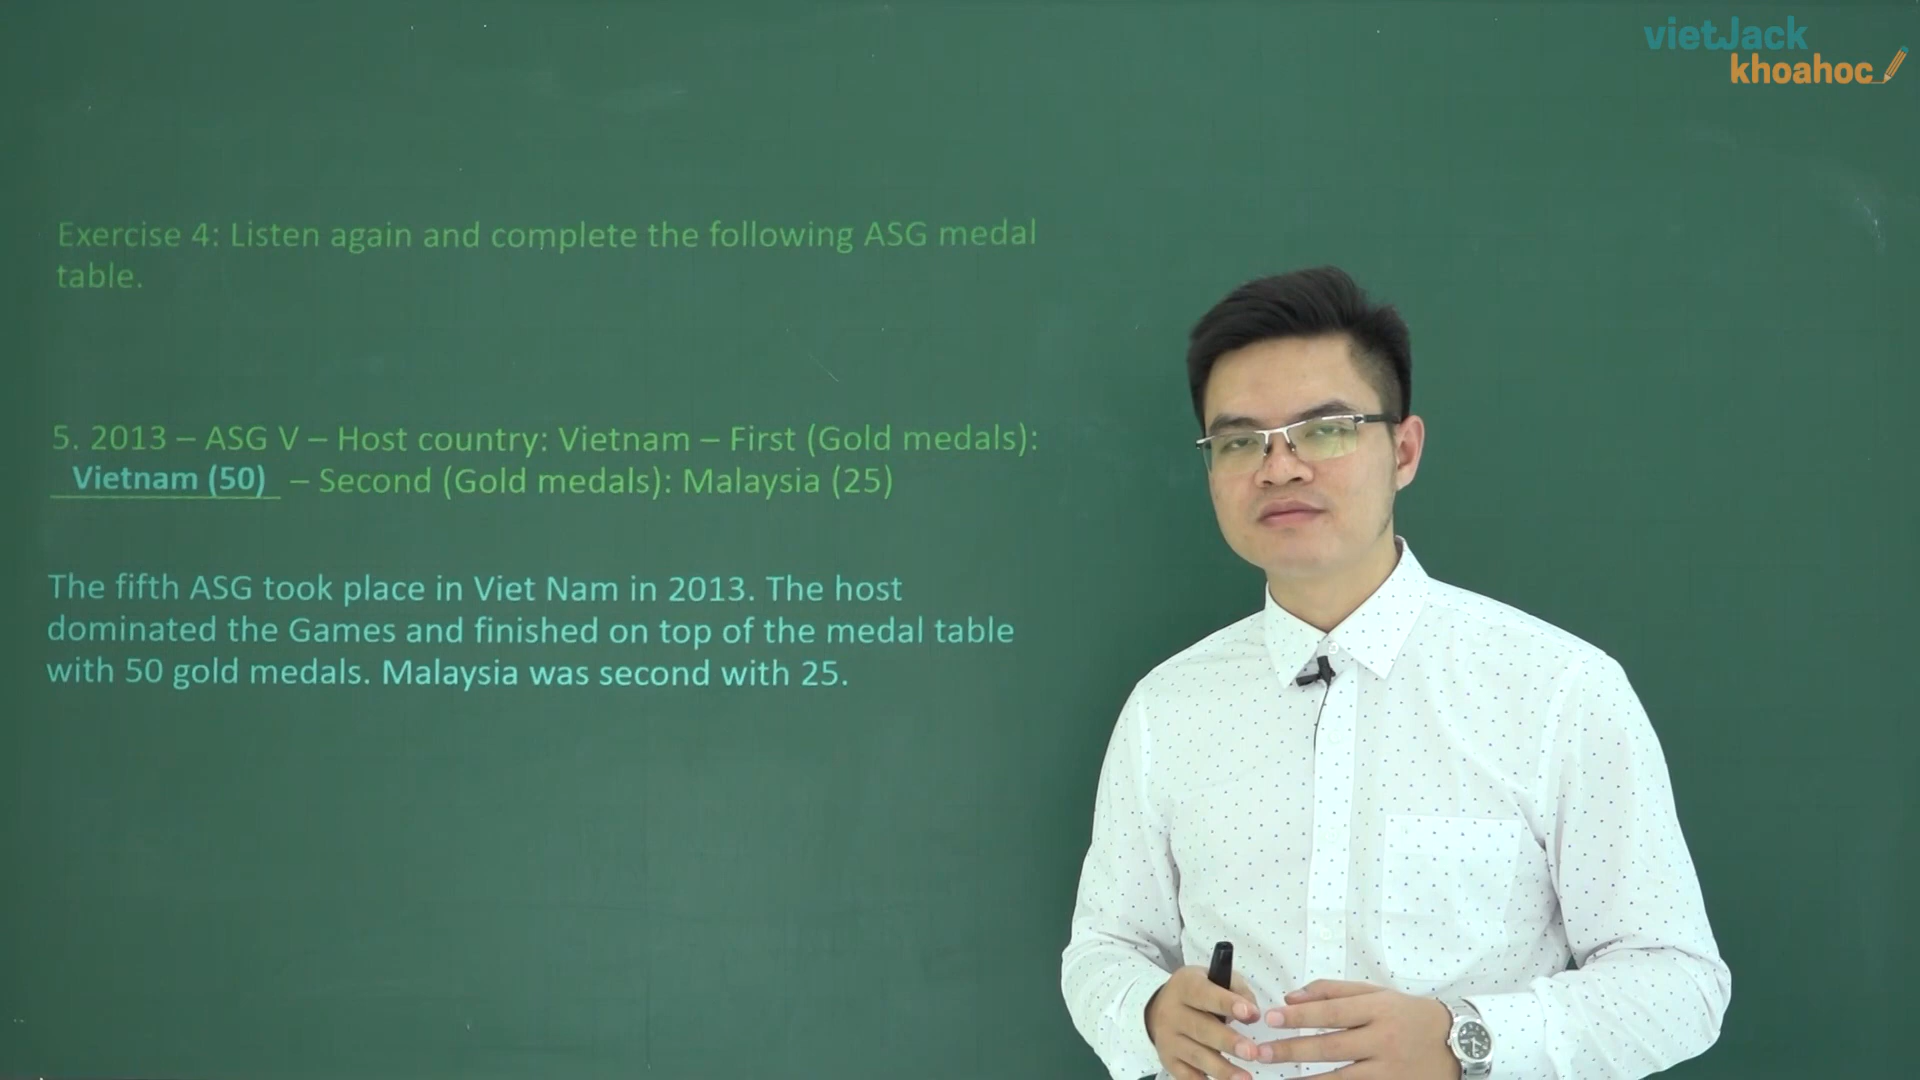 vietJack
khoahoc
Exercise 4: Listen again and complete the following ASG medal
table.
5. 2013 – ASG V – Host country: Vietnam – First (Gold medals):
Vietnam (50) – Second (Gold medals): Malaysia (25)
The fifth ASG took place in Viet Nam in 2013. The host
dominated the Games and finished on top of the medal table
with 50 gold medals. Malaysia was second with 25.